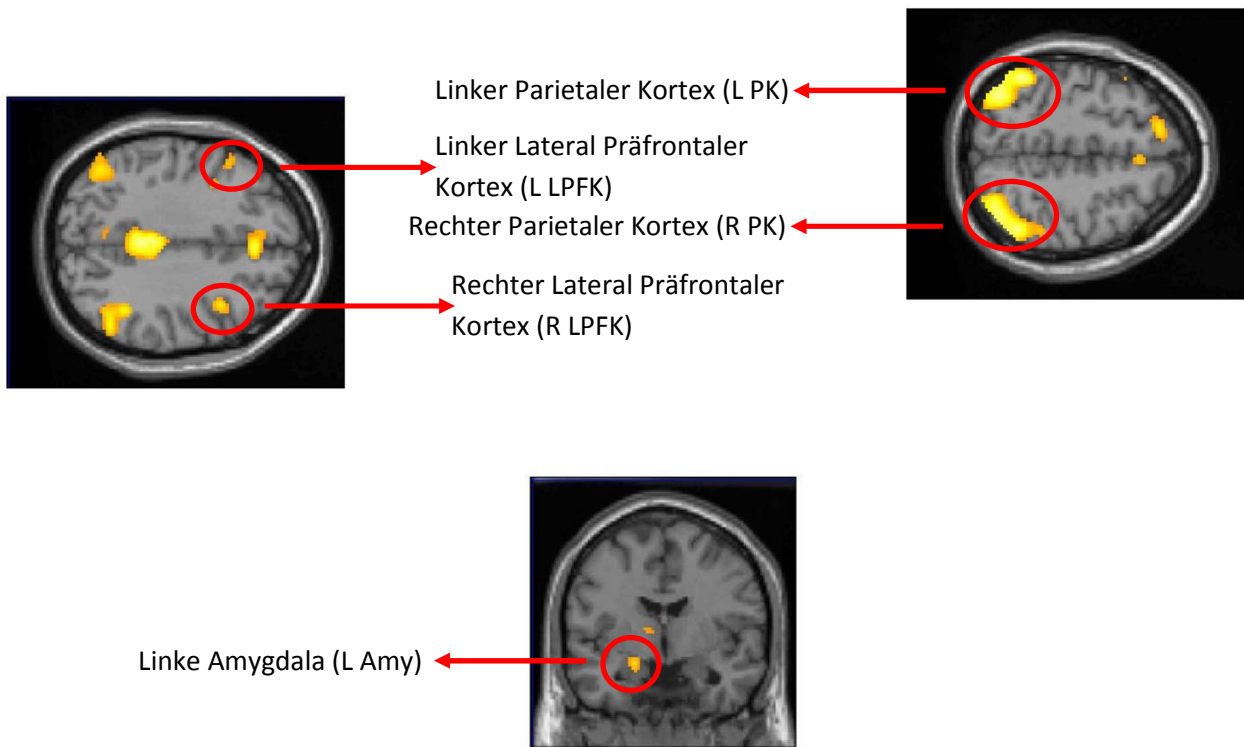 Linker Parietaler Kortex (L PK)
Linker Lateral Präfrontaler
Kortex (L LPFK)
Rechter Parietaler Kortex (R PK)
Rechter Lateral Präfrontaler
Kortex (R LPFK)
Linke Amygdala (L Amy)